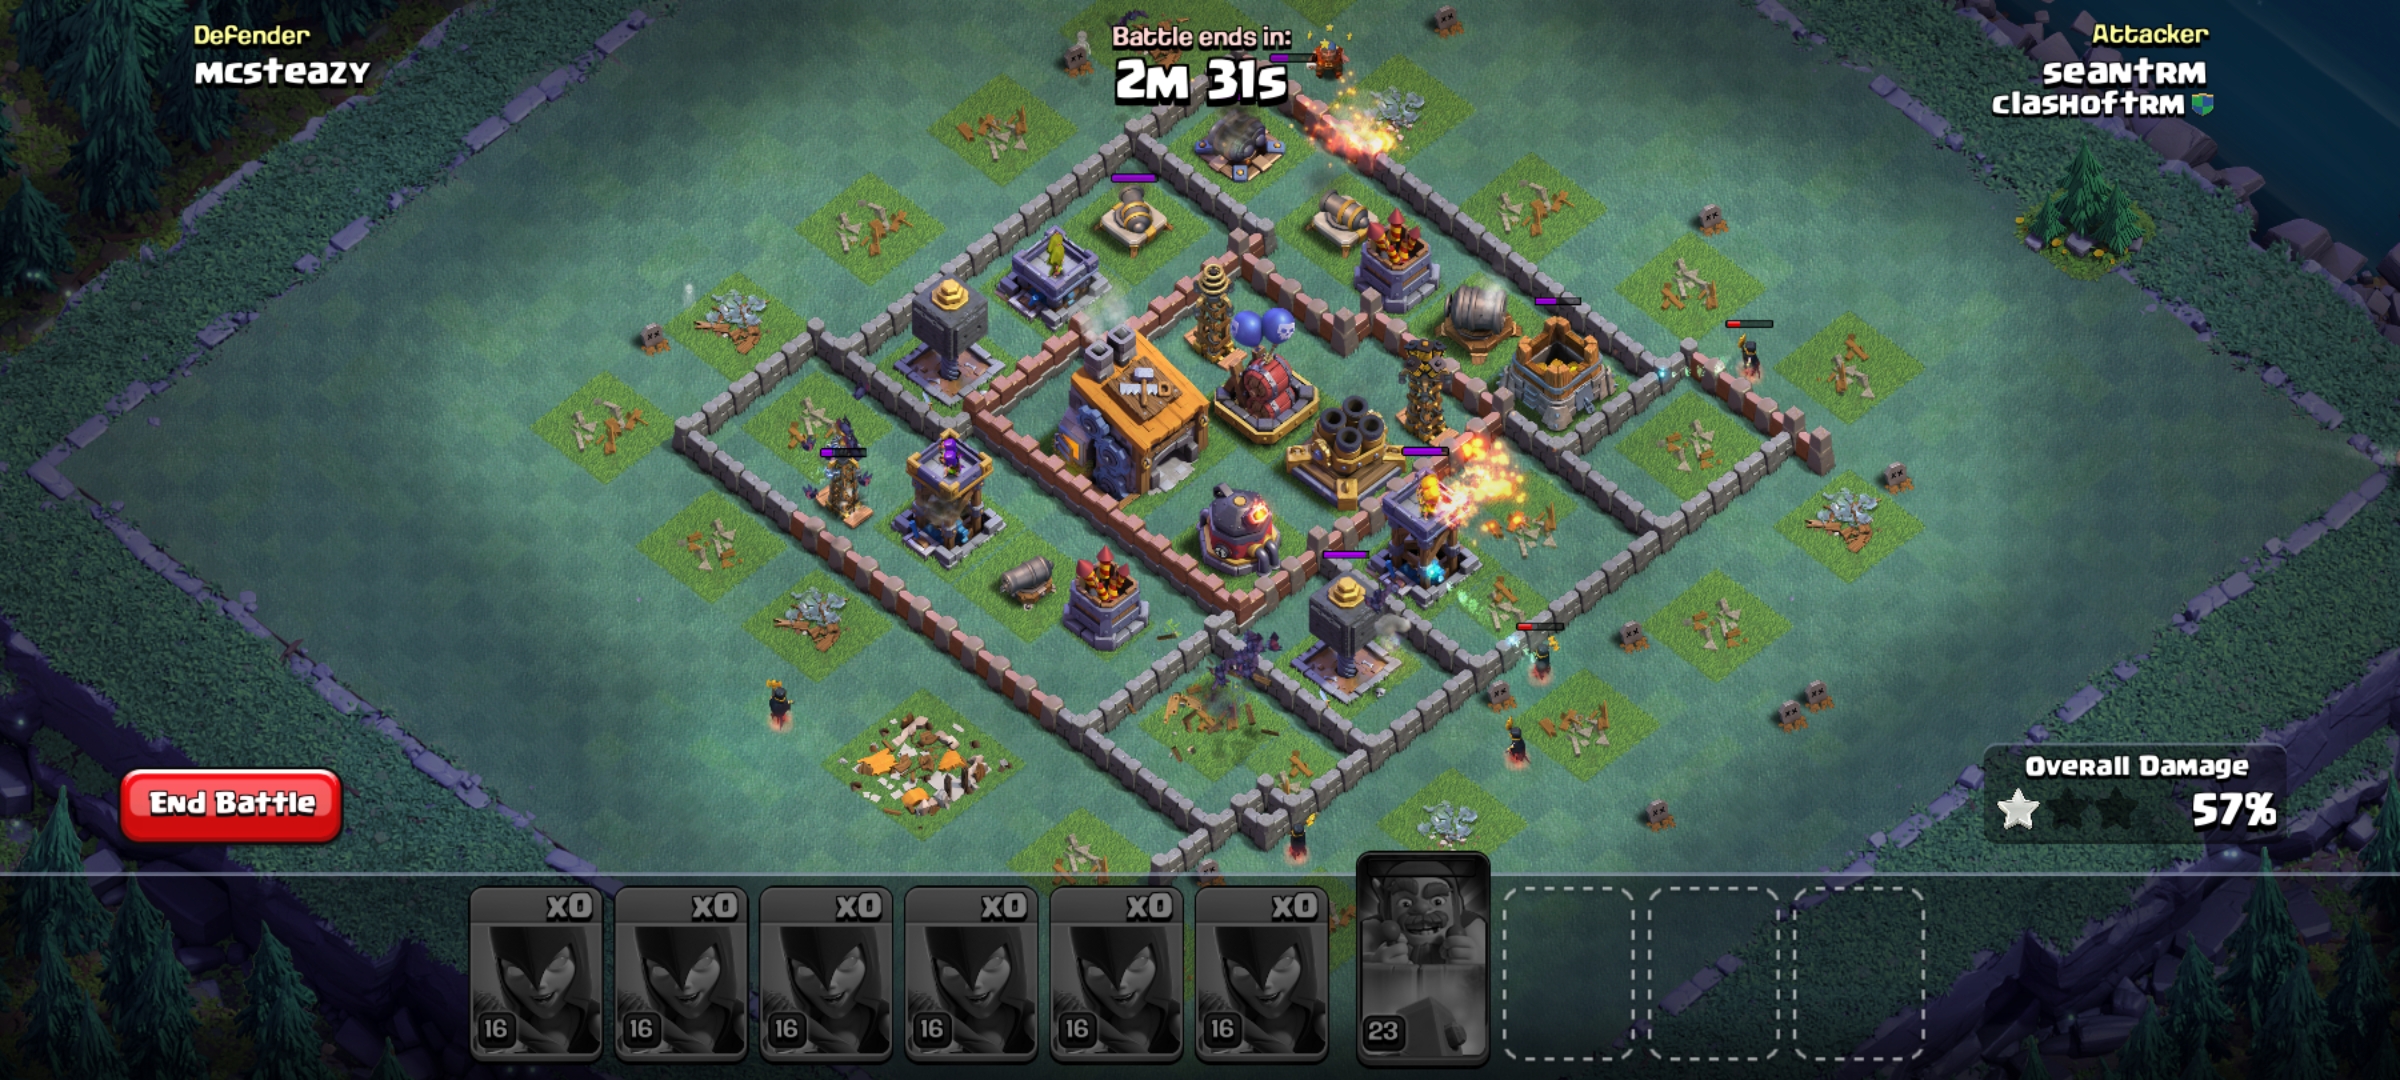 Defender
mcsteazy
Battle ends in:
2M 31s
Attacker
seantRM
clashoftRM
End Battle
Overall Damage
57%
x0
x0
x0
x0
x0
x0
16
16
16
16
16
16
23